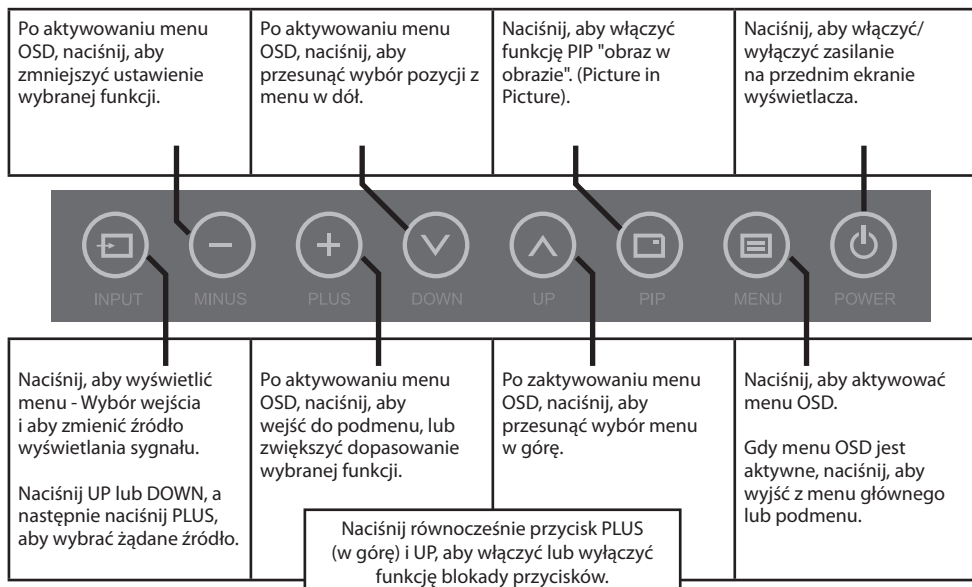 Po aktywowaniu menu
OSD, naciśnij, aby
zmniejszyć ustawienie
wybranej funkcji.
Po aktywowaniu menu
OSD, naciśnij, aby
przesunąć wybór pozycji z
menu w dół.
Naciśnij, aby włączyć
funkcję PIP "obraz w
obrazie". (Picture in
Picture).
Naciśnij, aby włączyć/
wyłączyć zasilanie
na przednim ekranie
wyświetlacza.
INPUT
MINUS
PLUS
DOWN
UP
PIP
MENU
POWER
Naciśnij, aby wyświetlić
menu - Wybór wejścia
i aby zmienić źródło
wyświetlania sygnału.
Naciśnij UP lub DOWN, a
następnie naciśnij PLUS,
aby wybrać żądane źródło.
Po aktywowaniu menu
OSD, naciśnij, aby
wejść do podmenu, lub
zwiększyć dopasowanie
wybranej funkcji.
Po zaktywowaniu menu
OSD, naciśnij, aby
przesunąć wybór menu
w górę.
Naciśnij, aby aktywować
menu OSD.
Gdy menu OSD jest
aktywne, naciśnij, aby
wyjść z menu głównego
lub podmenu.
Naciśnij równocześnie przycisk PLUS
(w górę) i UP, aby włączyć lub wyłączyć
funkcję blokady przycisków.